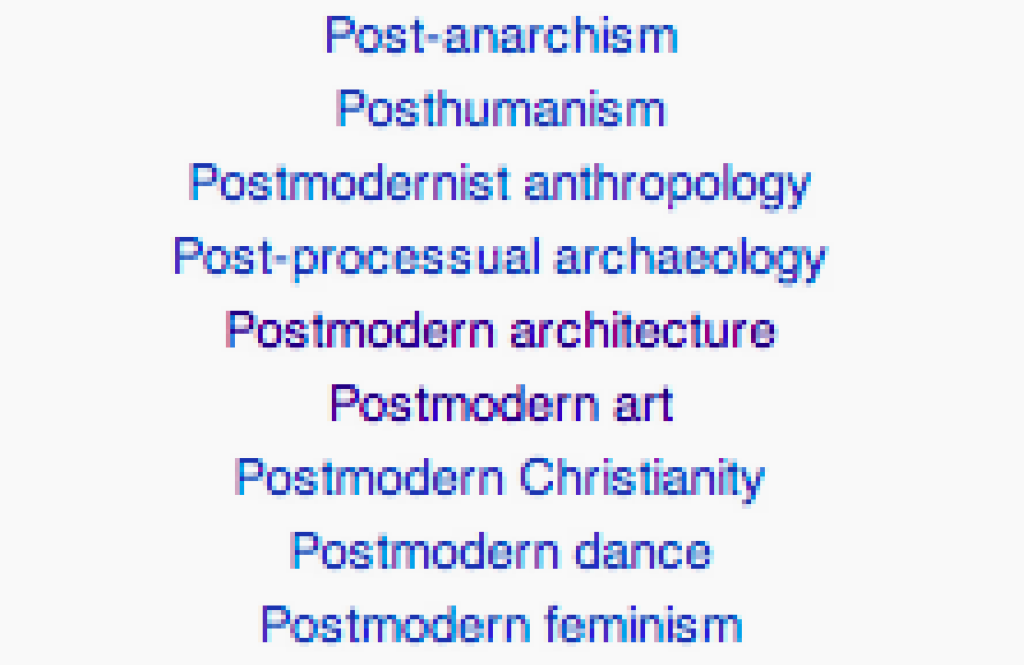 Post-anarchism
Posthumanism
Postmodernist anthropology
Post-processual archaeology
Postmodern architecture
Postmodern art
Postmodern Christianity
Postmodern dance
Postmodern feminism